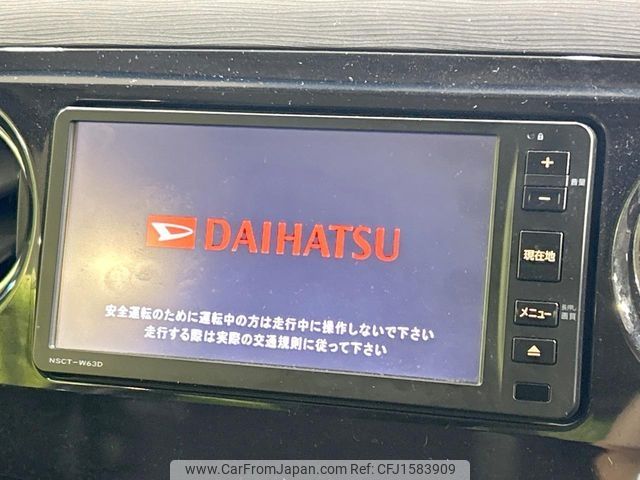 音量
DAIHATSU
現在地
安全運転のために運転中の方は走行中に操作しないで下さい
走行する際は実際の交通規則に従って下さい
メニュー
長押し
画質
NSCT-W63D
www.CarFromJapan.com for CFJ1583909